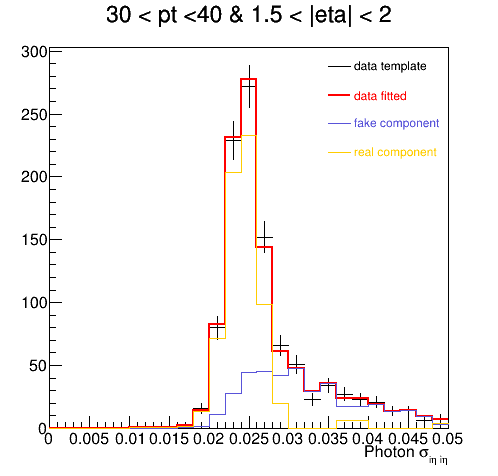 30 < pt <40 & 1.5 < |eta| < 2
300
250
200
150
100
50
0
data template
data fitted
fake component
real component
0 0.005 0.01 0.015 0.02 0.025 0.03 0.035 0.04 0.045 0.05
Photon σiη iη